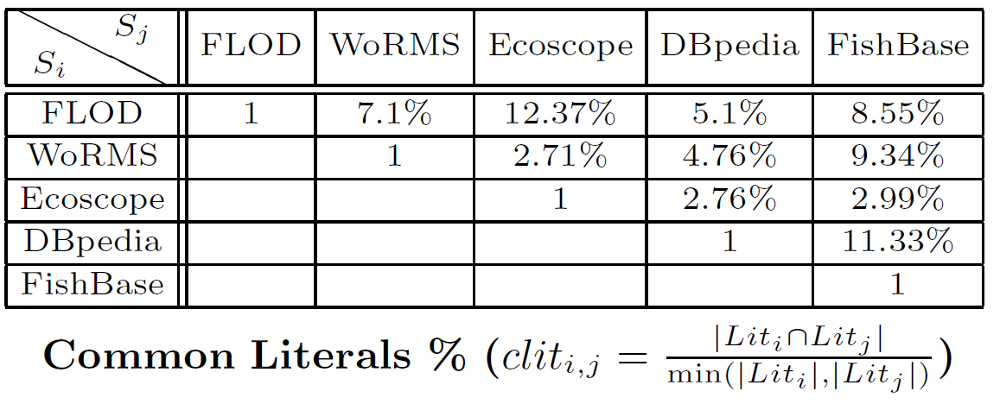 S_j
S_i FLOD WoRMS Ecoscope DBpedia FishBase
FLOD 1 7.1% 12.37% 5.1% 8.55%
WoRMS 1 2.71% 4.76% 9.34%
Ecoscope 1 2.76% 2.99%
DBpedia 1 11.33%
FishBase 1
Common Literals % (clit_{i,j} = \frac{|Lit_i∩Lit_j|}{min(|Lit_i|,|Lit_j|)})